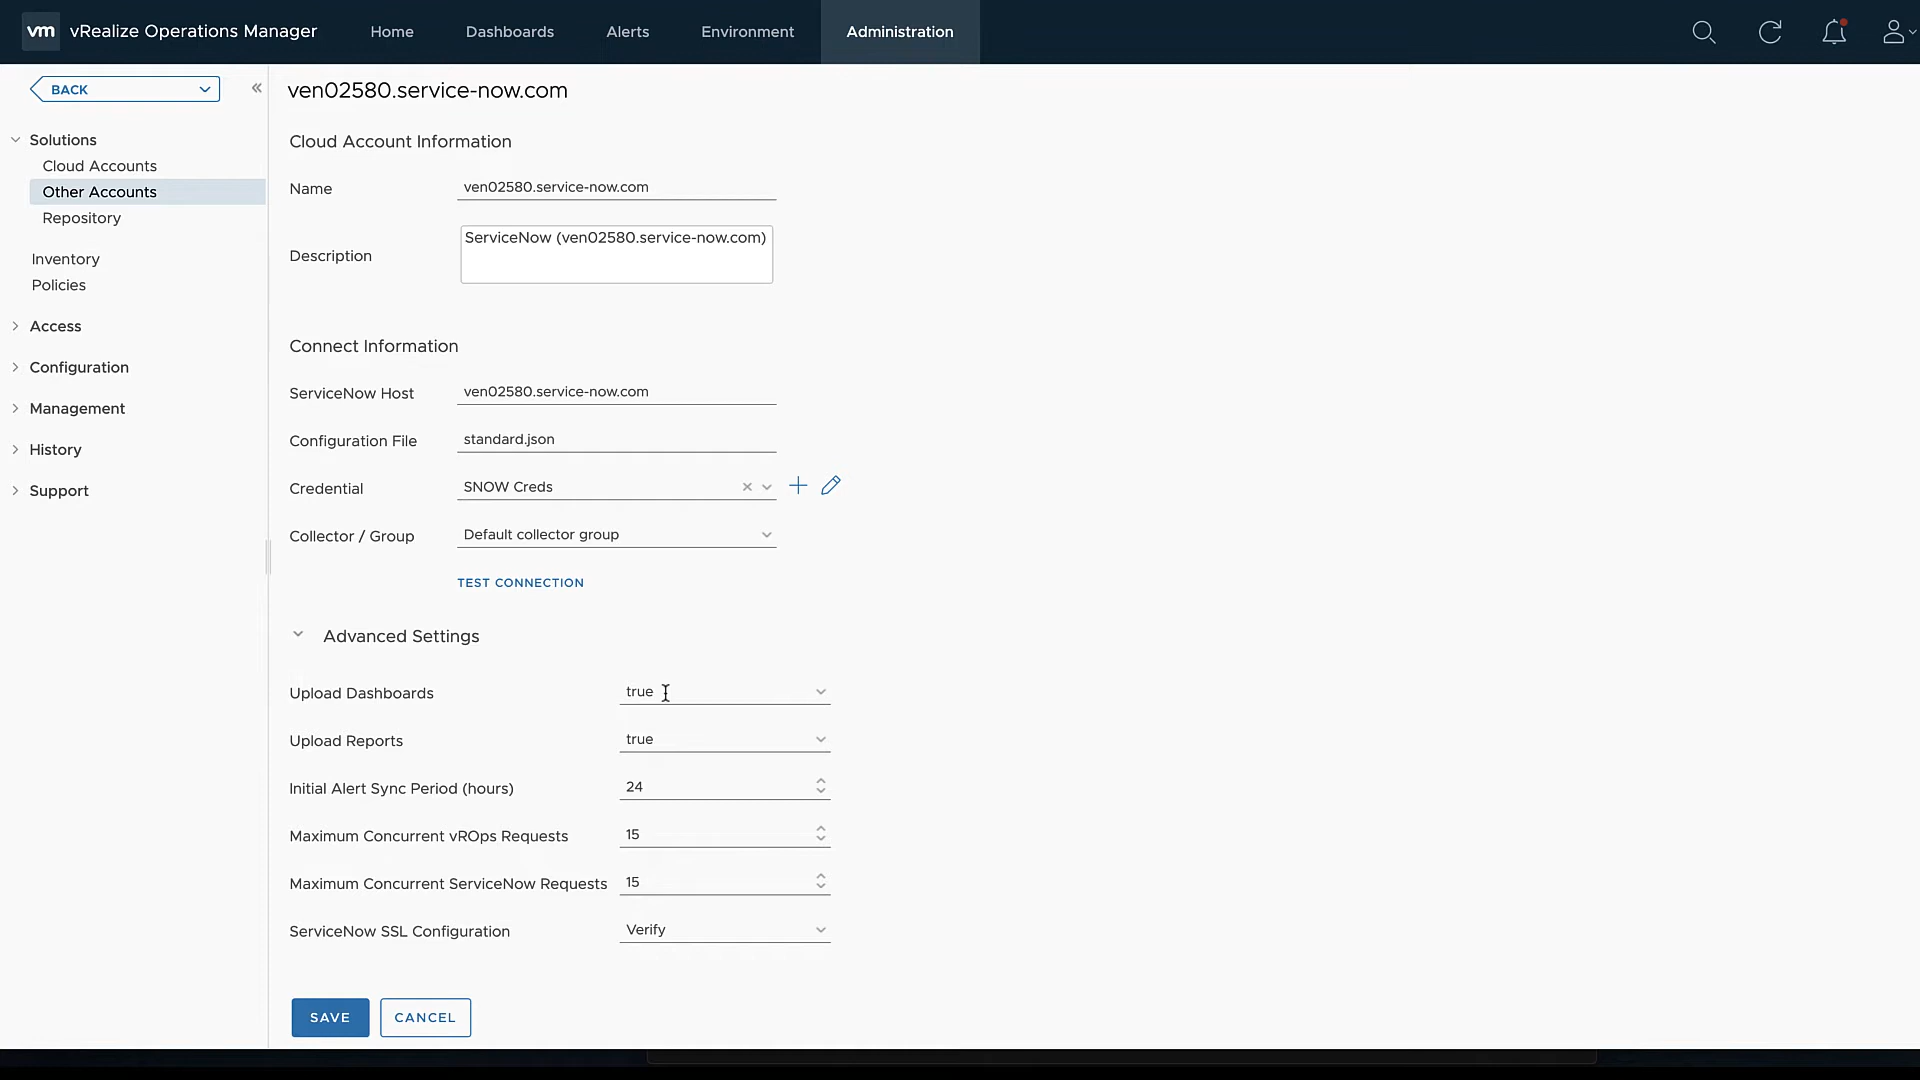 vm vRealize Operations Manager Home Dashboards Alerts Environment Administration
BACK
Solutions
Cloud Accounts
Other Accounts
Repository
Inventory
Policies
Access
Configuration
Management
History
Support
ven02580.service-now.com
Cloud Account Information
Name ven02580.service-now.com
Description ServiceNow (ven02580.service-now.com)
Connect Information
ServiceNow Host ven02580.service-now.com
Configuration File standard.json
Credential SNOW Creds
Collector / Group Default collector group
TEST CONNECTION
Advanced Settings
Upload Dashboards true
Upload Reports true
Initial Alert Sync Period (hours) 24
Maximum Concurrent vROps Requests 15
Maximum Concurrent ServiceNow Requests 15
ServiceNow SSL Configuration Verify
SAVE CANCEL